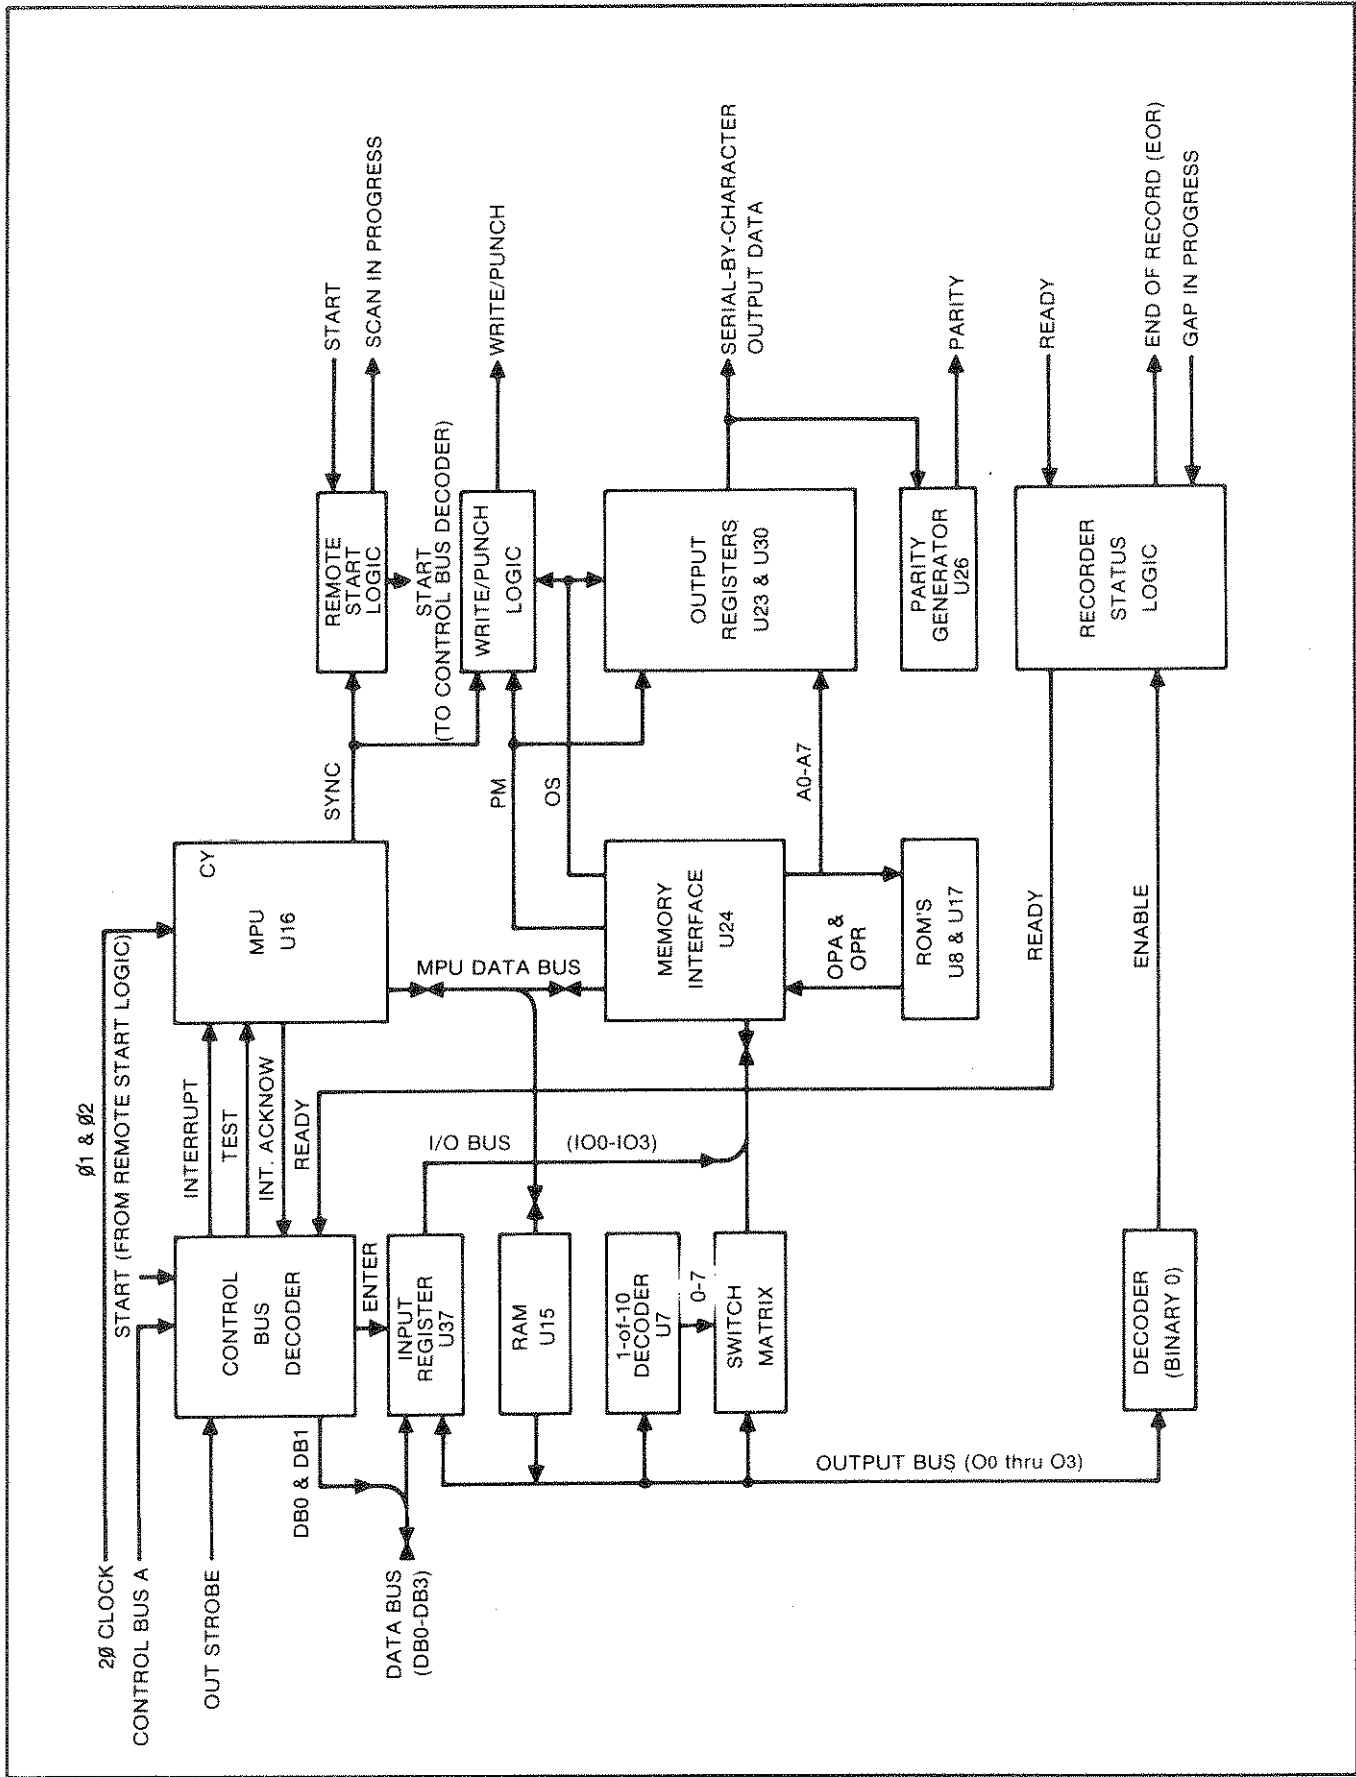 2Ø CLOCK
Ø1 & Ø2
CONTROL BUS A
START (FROM REMOTE START LOGIC)
OUT STROBE
CONTROL
BUS
DECODER
INTERRUPT
TEST
INT. ACKNOW
READY
MPU
U16
CY
SYNC
REMOTE
START
LOGIC
START
SCAN IN PROGRESS
START
(TO CONTROL BUS DECODER)
DB0 & DB1
ENTER
DATA BUS
(DB0-DB3)
INPUT
REGISTER
U37
I/O BUS
(IO0-IO3)
MPU DATA BUS
PM
OS
WRITE/PUNCH
LOGIC
WRITE/PUNCH
RAM
U15
1-of-10
DECODER
U7
0-7
SWITCH
MATRIX
MEMORY
INTERFACE
U24
A0-A7
OUTPUT
REGISTERS
U23 & U30
SERIAL-BY-CHARACTER
OUTPUT DATA
OPA &
OPR
ROM'S
U8 & U17
PARITY
GENERATOR
U26
PARITY
OUTPUT BUS (O0 thru O3)
READY
RECORDER
STATUS
LOGIC
READY
END OF RECORD (EOR)
GAP IN PROGRESS
DECODER
(BINARY 0)
ENABLE